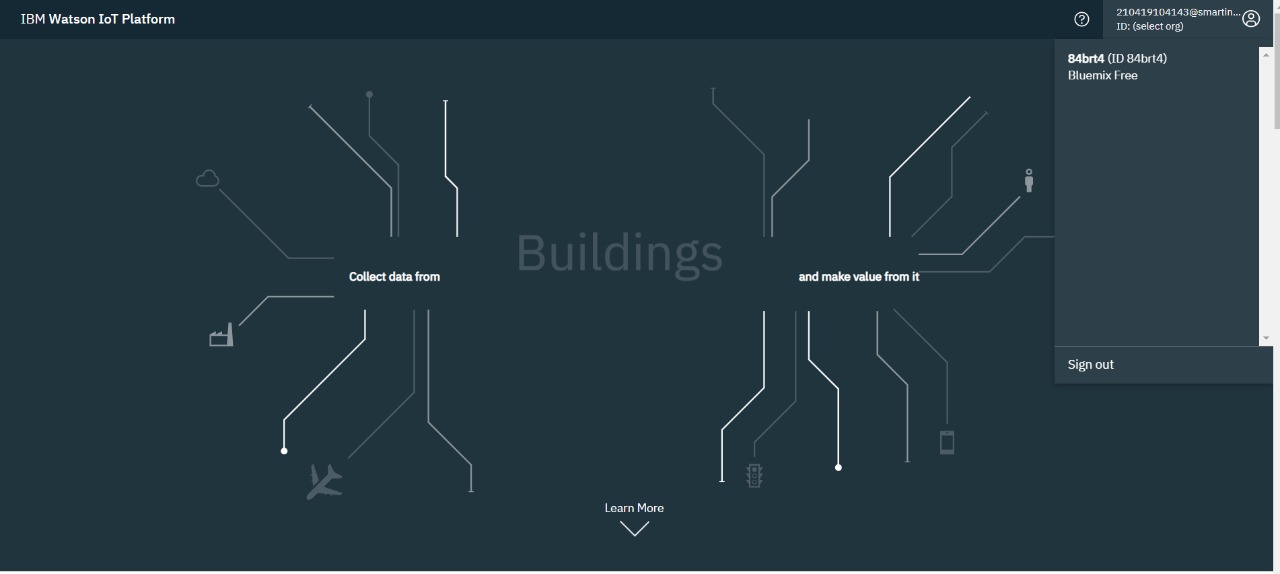 IBM Watson IoT Platform
210419104143@smartin...
ID: (select org)
84brt4 (ID 84brt4)
Bluemix Free
Buildings
Collect data from
and make value from it
Sign out
Learn More